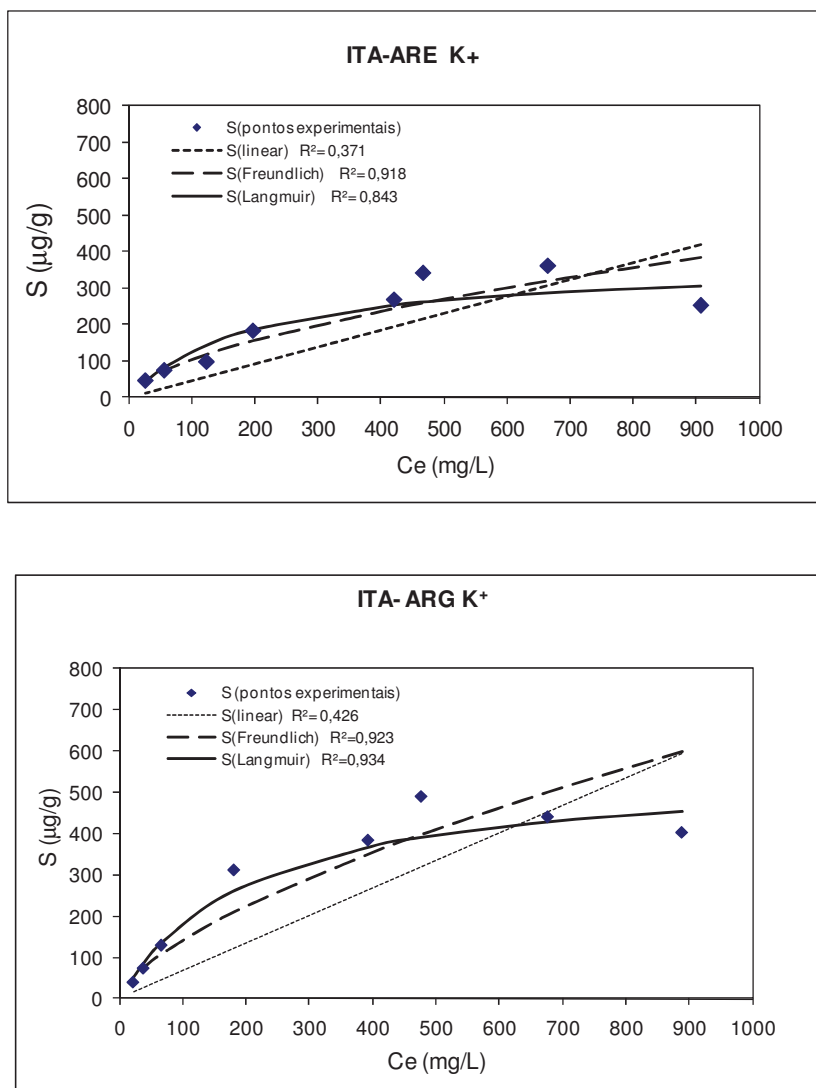 ITA-ARE K+
800
700
600
500
400
300
200
100
0
S (µg/g)
S(pontos experimentais)
S(linear) R²=0,371
S(Freundlich) R²=0,918
S(Langmuir) R²=0,843
0 100 200 300 400 500 600 700 800 900 1000
Ce (mg/L)
ITA- ARG K⁺
800
700
600
500
400
300
200
100
0
S (µg/g)
S (pontos experimentais)
S(linear) R²=0,426
S(Freundlich) R²=0,923
S(Langmuir) R²=0,934
0 100 200 300 400 500 600 700 800 900 1000
Ce (mg/L)